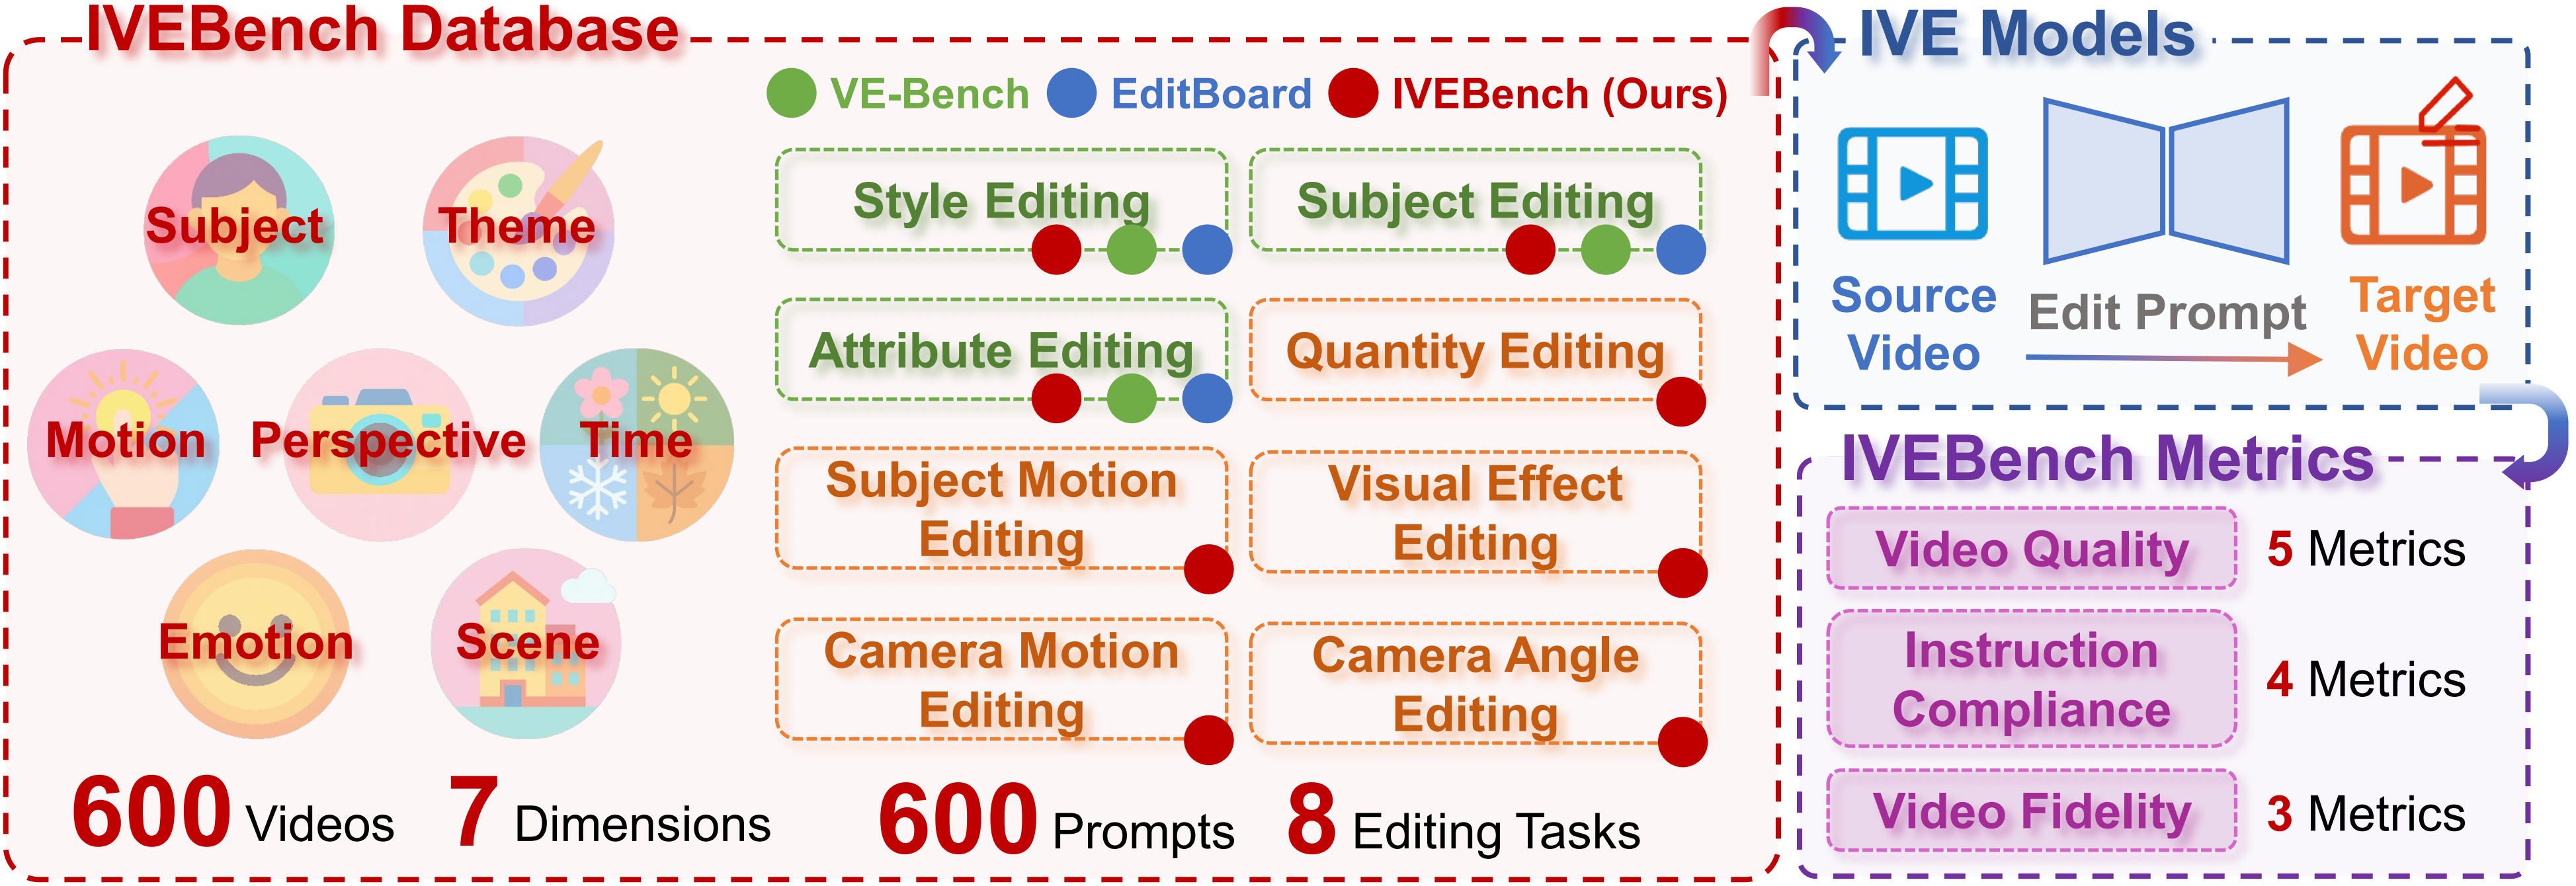 IVEBench Database
Subject
Theme
Motion
Perspective
Time
Emotion
Scene
600 Videos
7 Dimensions
VE-Bench
EditBoard
IVEBench (Ours)
Style Editing
Subject Editing
Attribute Editing
Quantity Editing
Subject Motion
Editing
Visual Effect
Editing
Camera Motion
Editing
Camera Angle
Editing
600 Prompts
8 Editing Tasks
IVE Models
Source
Video
Edit Prompt
Target
Video
IVEBench Metrics
Video Quality
5 Metrics
Instruction
Compliance
4 Metrics
Video Fidelity
3 Metrics